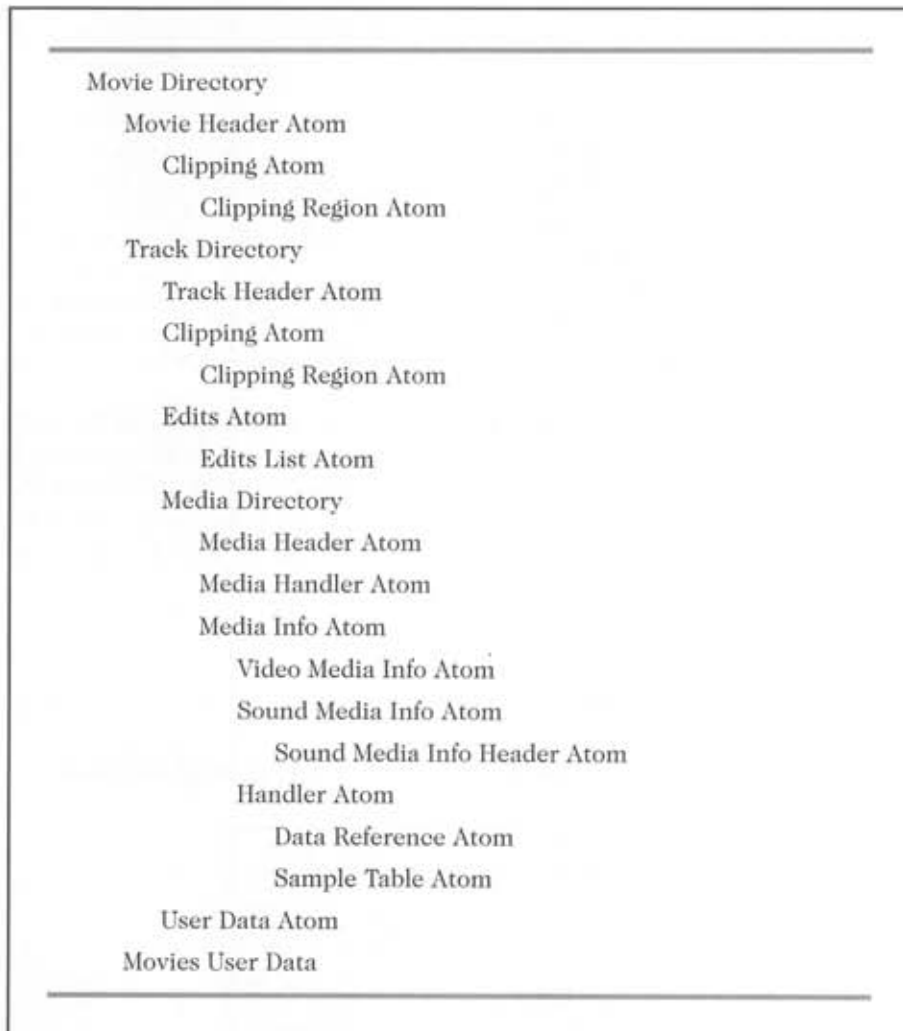 Movie Directory
Movie Header Atom
Clipping Atom
Clipping Region Atom
Track Directory
Track Header Atom
Clipping Atom
Clipping Region Atom
Edits Atom
Edits List Atom
Media Directory
Media Header Atom
Media Handler Atom
Media Info Atom
Video Media Info Atom
Sound Media Info Atom
Sound Media Info Header Atom
Handler Atom
Data Reference Atom
Sample Table Atom
User Data Atom
Movies User Data